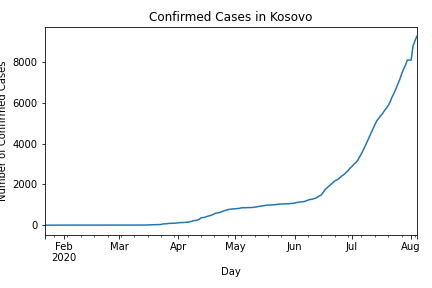 Confirmed Cases in Kosovo
Number of Confirmed Cases
8000
6000
4000
2000
0
Feb Mar Apr May Jun Jul Aug
2020
Day